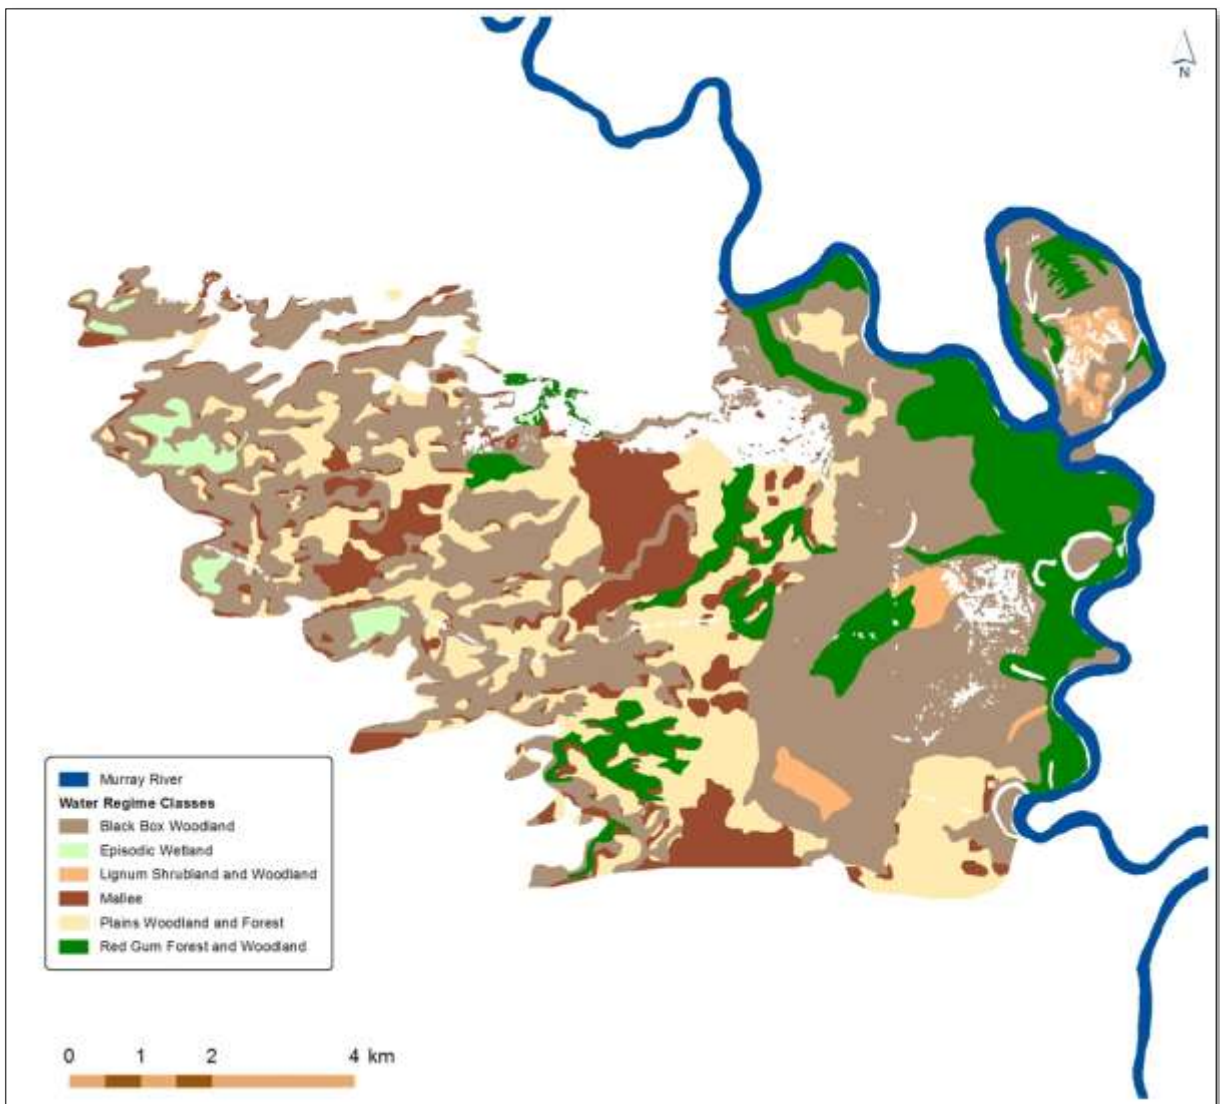 N
Murray River
Water Regime Classes
Black Box Woodland
Episodic Wetland
Lignum Shrubland and Woodland
Mallee
Plains Woodland and Forest
Red Gum Forest and Woodland
0 1 2 4 km